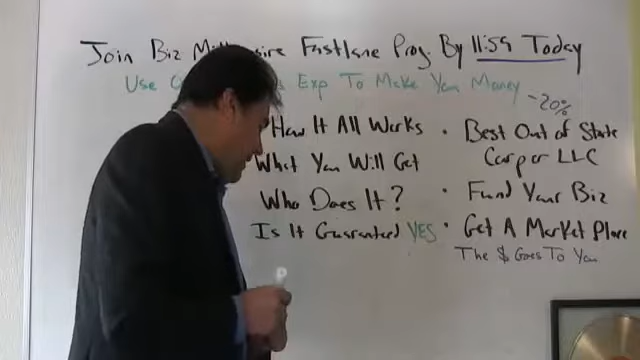 Join Biz Millionaire Fastlane Prog. By 11:59 Today
Use Exp To Make You Money
-20%
How It All Works
What You Will Get
Who Does It?
Is It Guaranteed YES
• Best Out of State
Corp or LLC
• Fund Your Biz
• Get A Market Place
The $ Goes To You